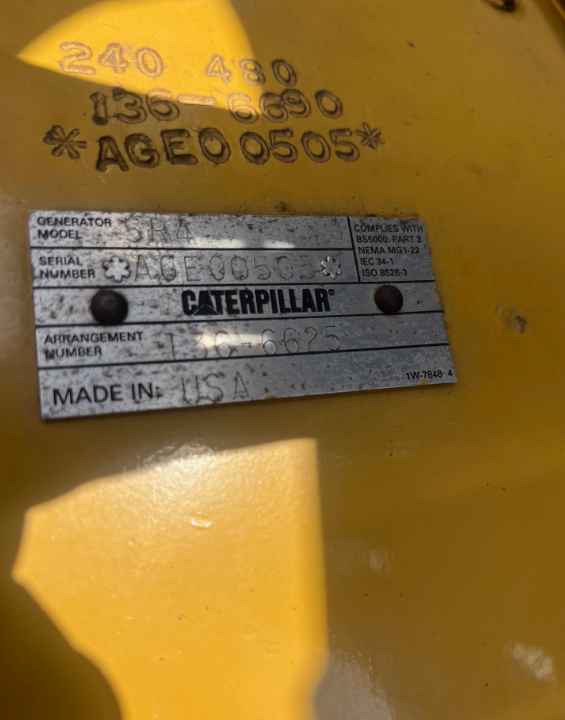 240 480
136-6690
*AGE00505*
GENERATOR MODEL SR4
SERIAL NUMBER *AGE00505*
COMPLIES WITH
BS5000: PART 3
NEMA MG1-22
IEC 34-1
ISO 8528-3
CATERPILLAR®
ARRANGEMENT NUMBER 136-6625
MADE IN: USA
1W-7848 4